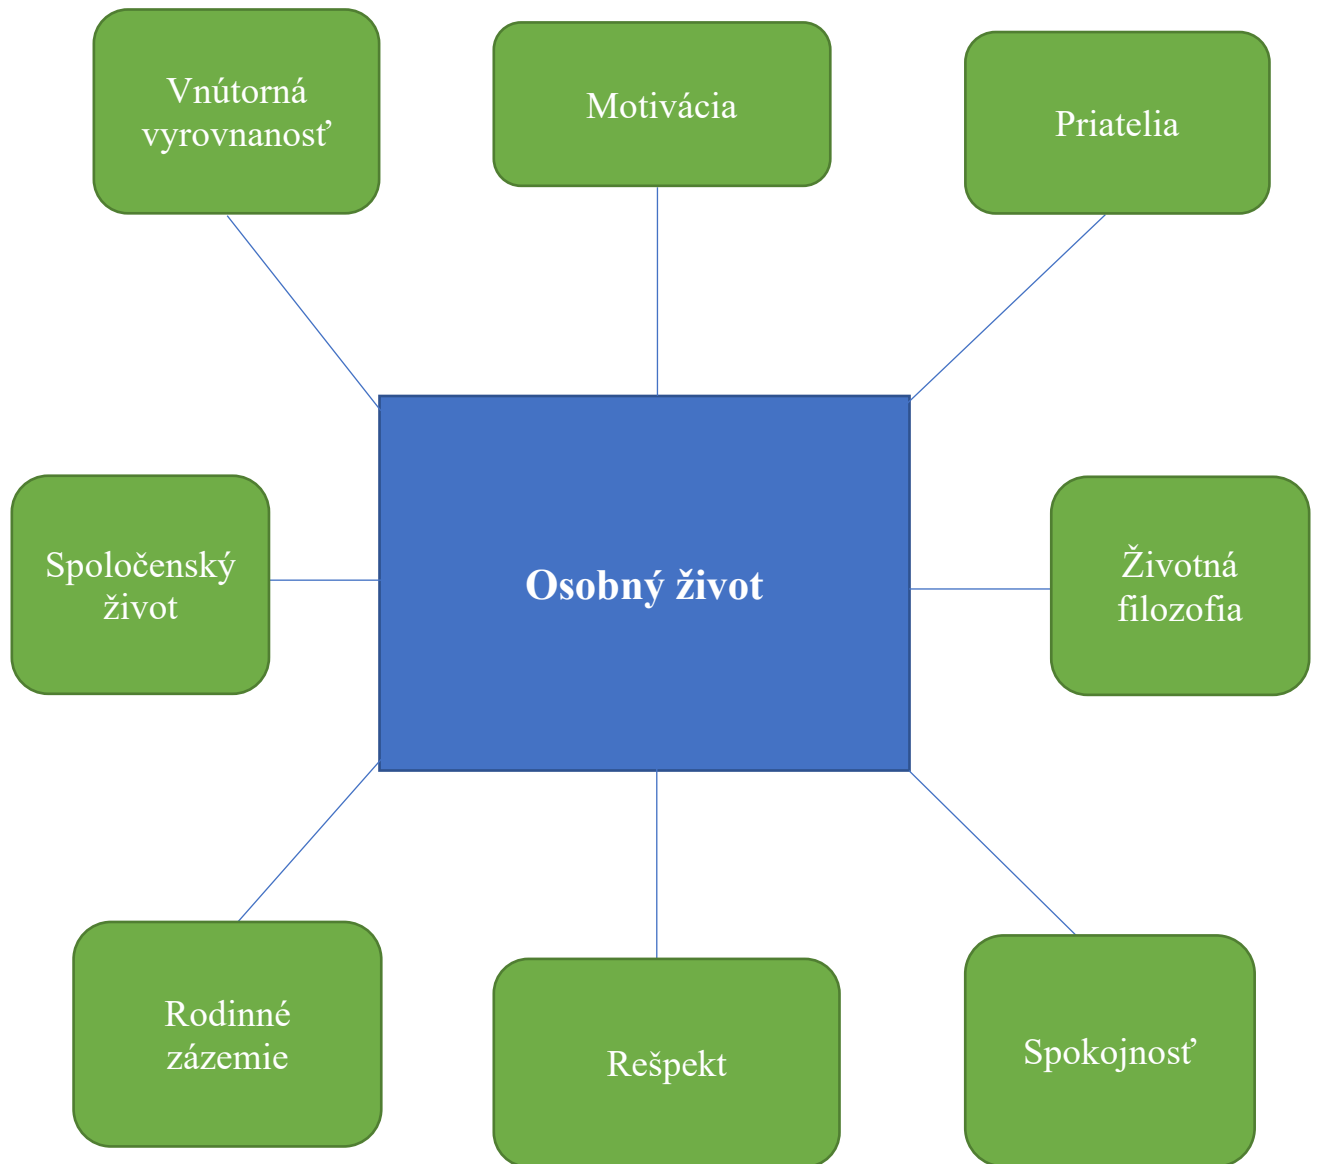 Vnútorná
vyrovnanosť
Motivácia
Priatelia
Spoločenský
život
Osobný život
Životná
filozofia
Rodinné
zázemie
Rešpekt
Spokojnosť